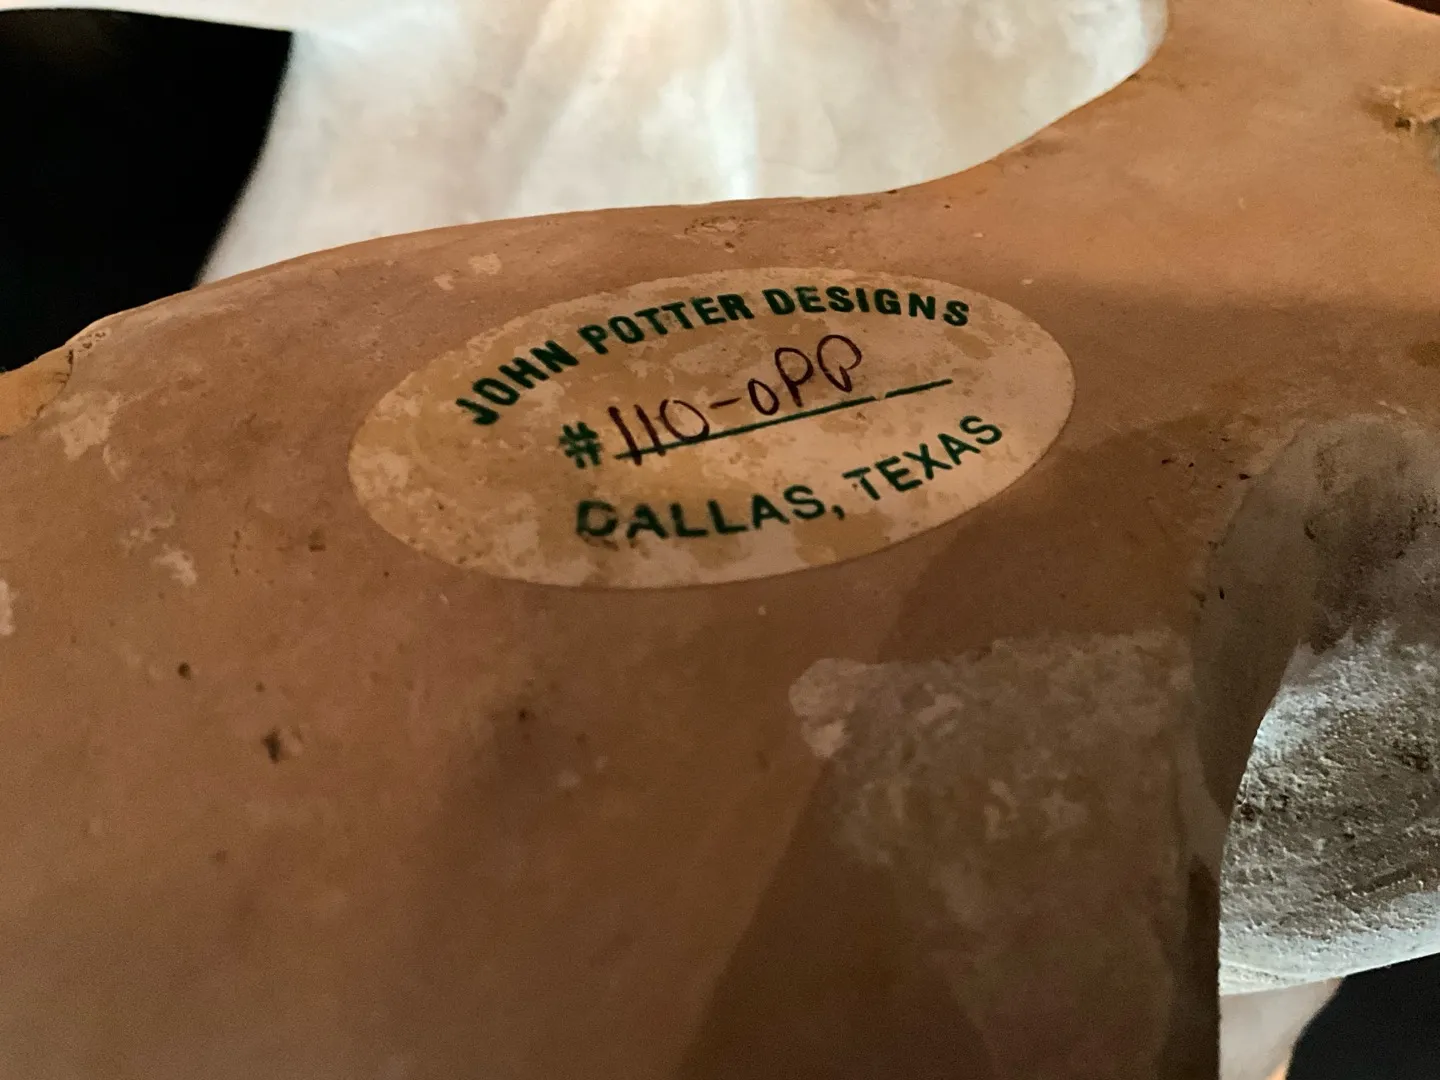 JOHN POTTER DESIGNS
#110-OPP
DALLAS, TEXAS